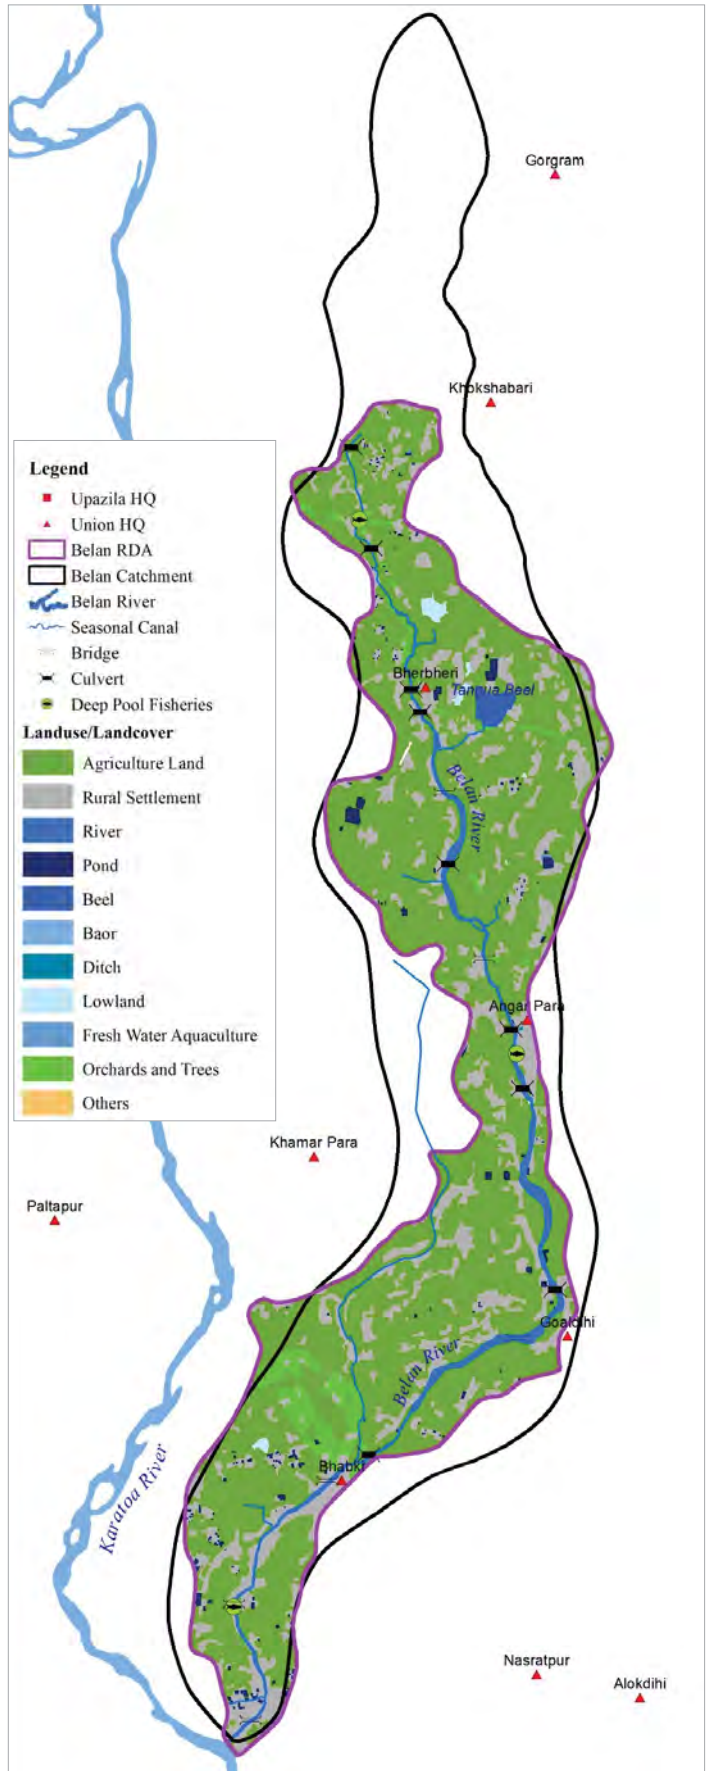 Gorgram
Khokshabari
Legend
Upazila HQ
Union HQ
Belan RDA
Belan Catchment
Belan River
Seasonal Canal
Bridge
Culvert
Deep Pool Fisheries
Landuse/Landcover
Agriculture Land
Rural Settlement
River
Pond
Beel
Baor
Ditch
Lowland
Fresh Water Aquaculture
Orchards and Trees
Others
Bherbheri
Tannua Beel
Belan River
Angar Para
Khamar Para
Paltapur
Goaldihi
Belan River
Bhabki
Karatoa River
Nasratpur
Alokdihi